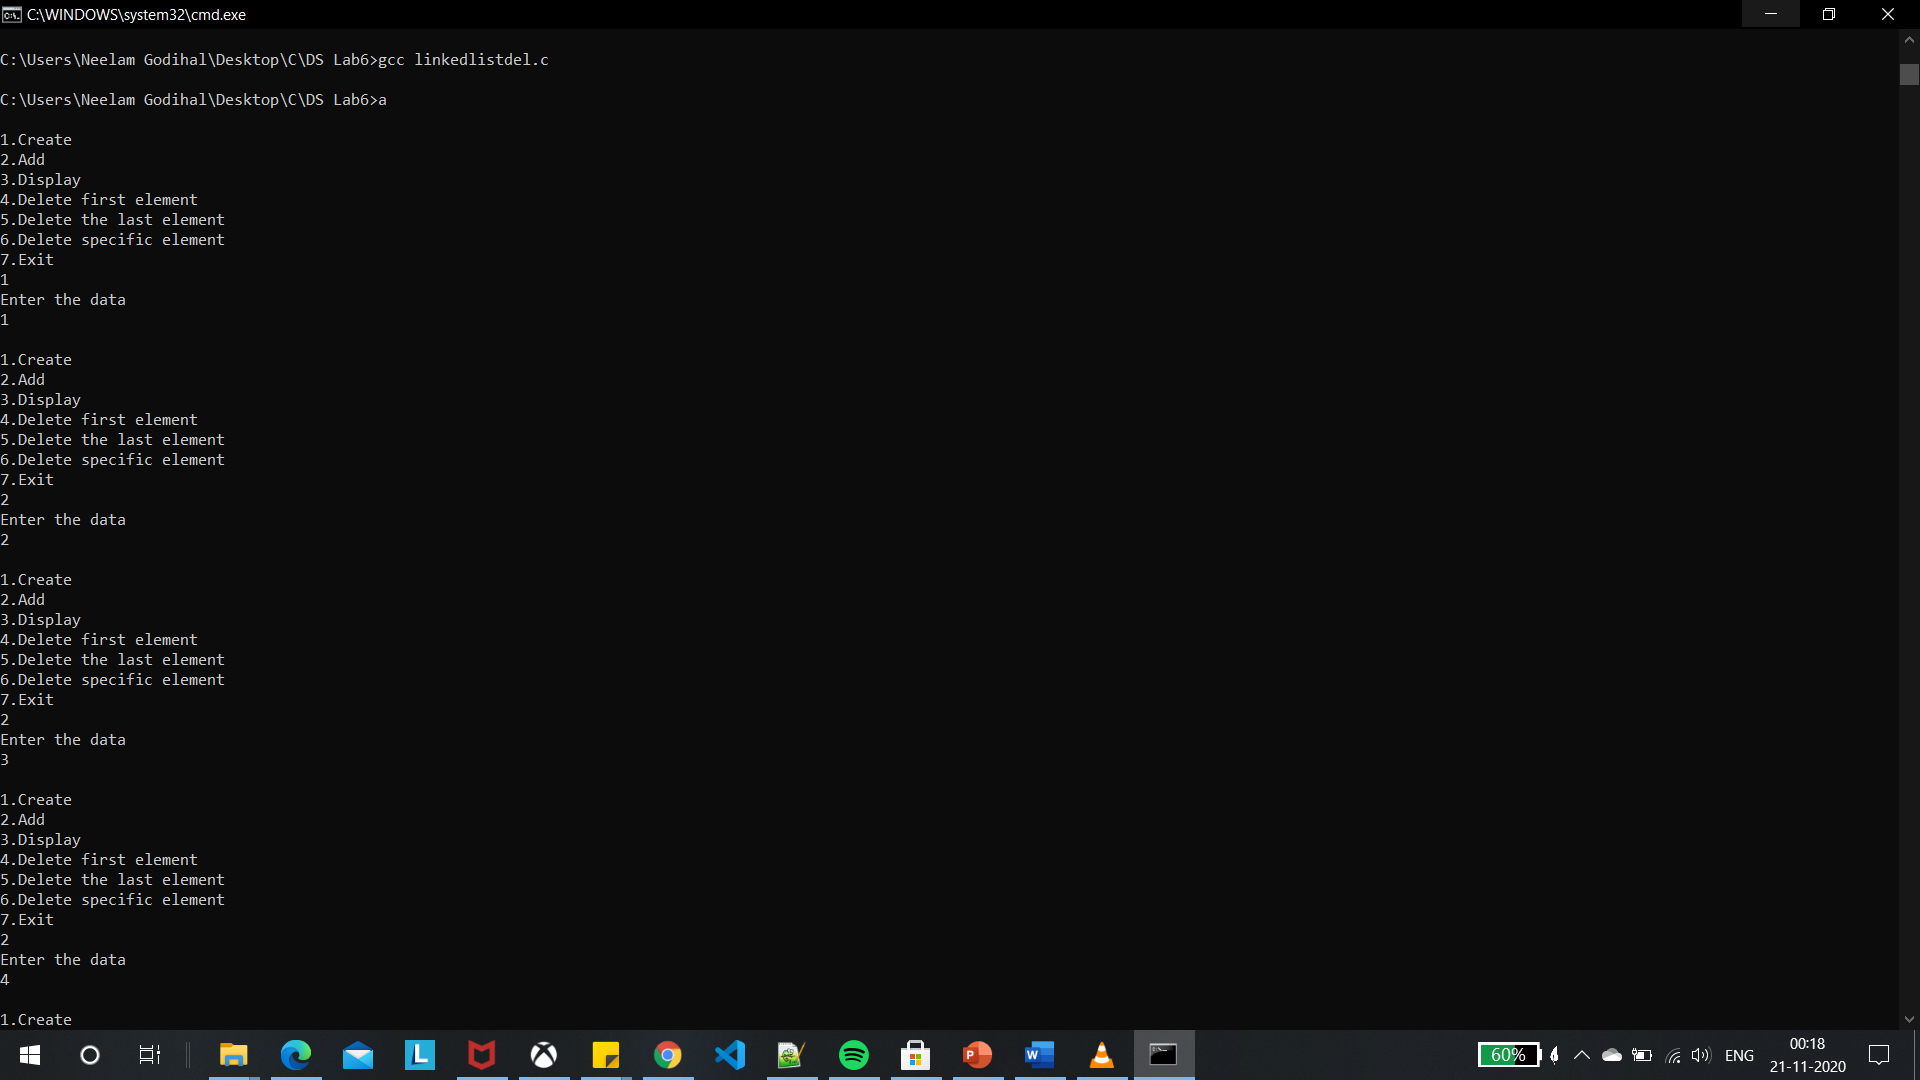 C:\WINDOWS\system32\cmd.exe
C:\Users\Neelam Godihal\Desktop\C\DS Lab6>gcc linkedlistdel.c
C:\Users\Neelam Godihal\Desktop\C\DS Lab6>a
1.Create
2.Add
3.Display
4.Delete first element
5.Delete the last element
6.Delete specific element
7.Exit
1
Enter the data
1
1.Create
2.Add
3.Display
4.Delete first element
5.Delete the last element
6.Delete specific element
7.Exit
2
Enter the data
2
1.Create
2.Add
3.Display
4.Delete first element
5.Delete the last element
6.Delete specific element
7.Exit
2
Enter the data
3
1.Create
2.Add
3.Display
4.Delete first element
5.Delete the last element
6.Delete specific element
7.Exit
2
Enter the data
4
1.Create
60%
ENG
00:18
21-11-2020